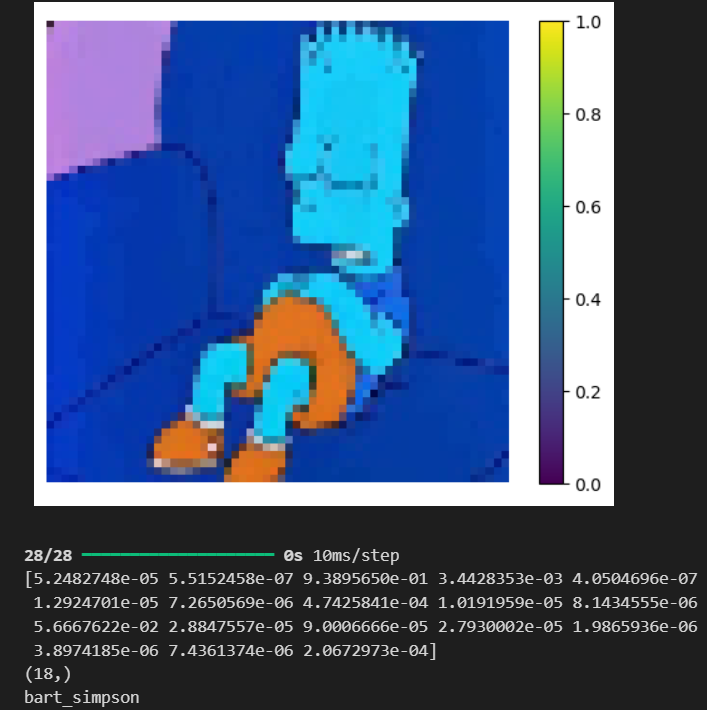 1.0
0.8
0.6
0.4
0.2
0.0
28/28 ━━━━━━━━━━━━━━━━━━━━ 0s 10ms/step
[5.2482748e-05 5.5152458e-07 9.3895650e-01 3.4428353e-03 4.0504696e-07
1.2924701e-05 7.2650569e-06 4.7425841e-04 1.0191959e-05 8.1434555e-06
5.6667622e-02 2.8847557e-05 9.0006666e-05 2.7930002e-05 1.9865936e-06
3.8974185e-06 7.4361374e-06 2.0672973e-04]
(18,)
bart_simpson